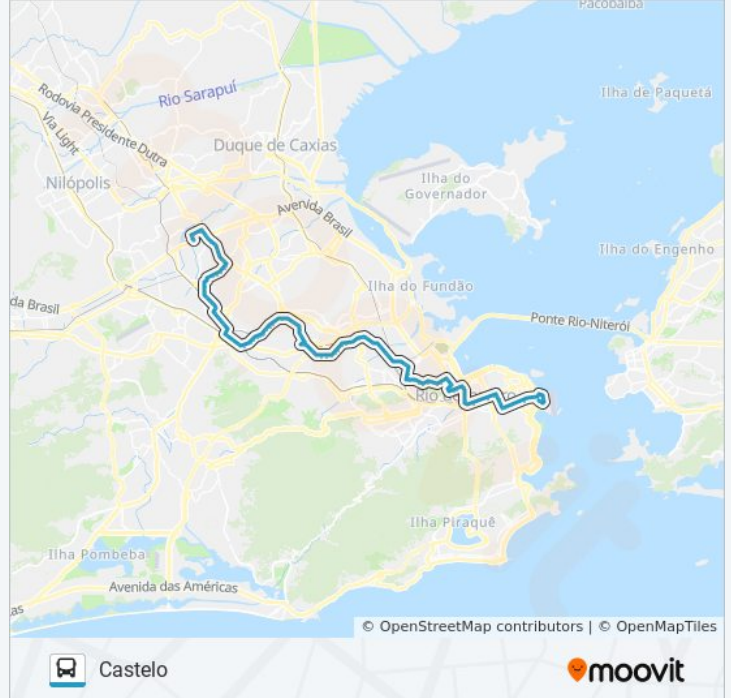 Pacobaíba
Rio Sarapuí
Ilha de Paquetá
Rodovia Presidente Dutra
Via Light
Duque de Caxias
Nilópolis
Ilha do
Governador
Avenida Brasil
Ilha do Engenho
Ilha do Fundão
da Brasil
Ponte Rio-Niterói
Rio
Ilha Piraquê
Ilha Pombeba
Avenida das Américas
as
© OpenStreetMap contributors | © OpenMapTiles
Castelo
moovit